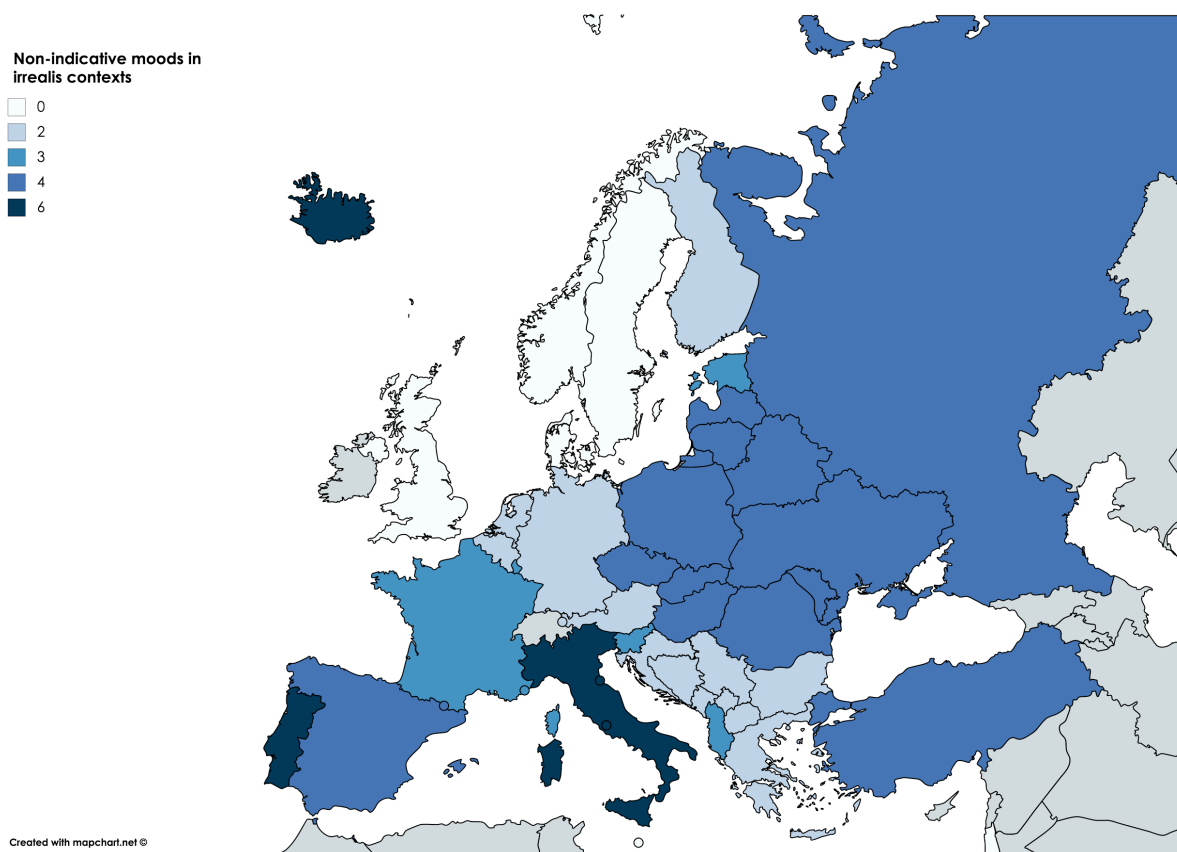 Non-indicative moods in
irrealis contexts
0
2
3
4
6
Created with mapchart.net ©